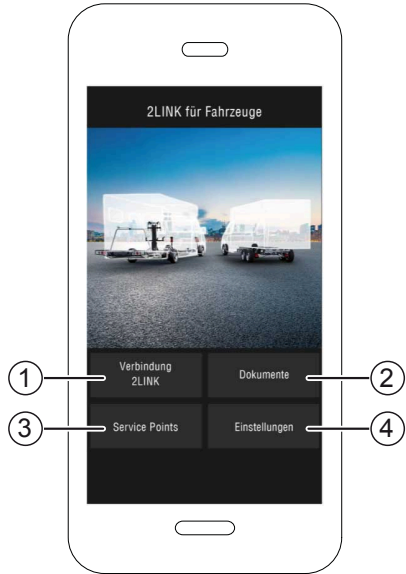 2LINK für Fahrzeuge
1
Verbindung
2LINK
Dokumente
2
3
Service Points
Einstellungen
4